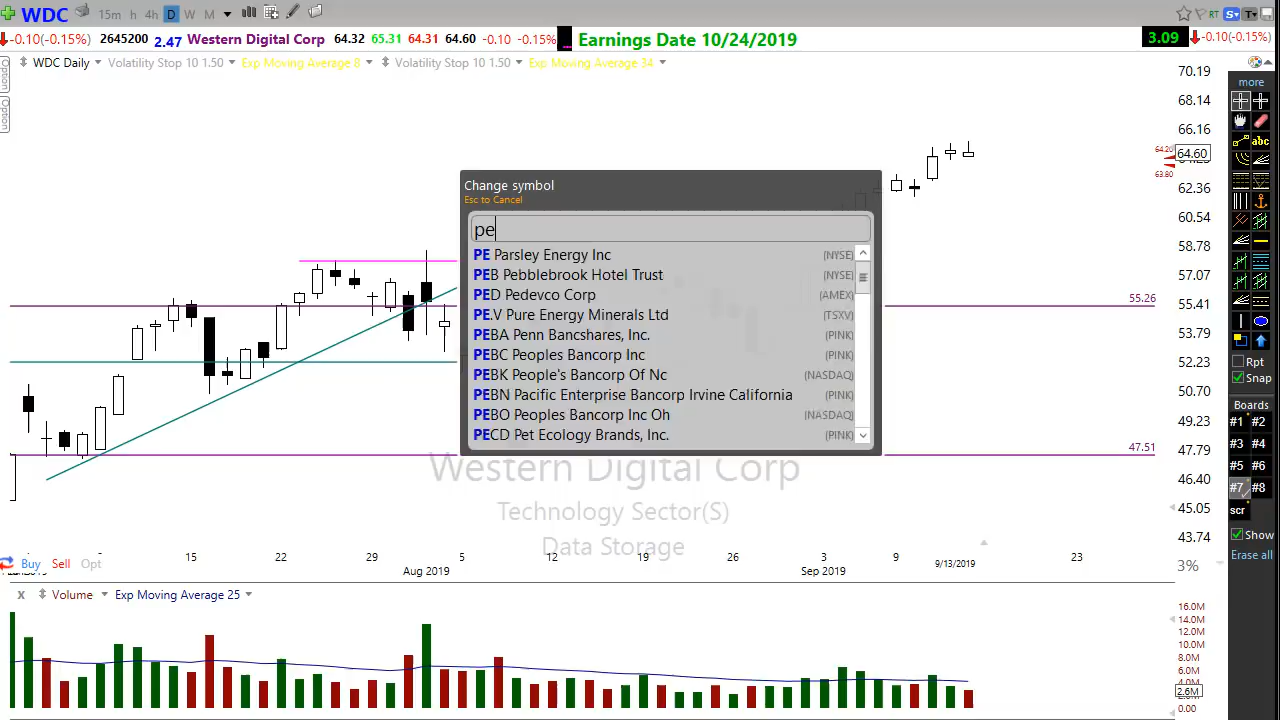 WDC 15m h 4h D W M
RT S T
-0.10(-0.15%) 2645200 2.47 Western Digital Corp 64.32 65.31 64.31 64.60 -0.10 -0.15% Earnings Date 10/24/2019 3.09 -0.10(-0.15%)
WDC Daily Volatility Stop 10 1.50 Exp Moving Average 8 Volatility Stop 10 1.50 Exp Moving Average 34
Option
Option
70.19
68.14
66.16
64.20
64.60
63.80
62.36
60.54
58.78
57.07
55.41
53.79
52.23
50.70
49.23
47.79
46.40
45.05
43.74
3%
55.26
47.51
Change symbol
Esc to Cancel
pe
PE Parsley Energy Inc (NYSE)
PEB Pebblebrook Hotel Trust (NYSE)
PED Pedevco Corp (AMEX)
PE.V Pure Energy Minerals Ltd (TSXV)
PEBA Penn Bancshares, Inc. (PINK)
PEBC Peoples Bancorp Inc (PINK)
PEBK People's Bancorp Of Nc (NASDAQ)
PEBN Pacific Enterprise Bancorp Irvine California (PINK)
PEBO Peoples Bancorp Inc Oh (NASDAQ)
PECD Pet Ecology Brands, Inc. (PINK)
Western Digital Corp
Technology Sector(S)
Data Storage
Buy Sell Opt
15 22 29 5 12 19 26 3 9 9/13/2019 23
Aug 2019 Sep 2019
X Volume Exp Moving Average 25
16.0M
14.0M
12.0M
10.0M
8.0M
6.0M
4.0M
2.6M
0.00
more
abc
Rpt
Snap
Boards
#1 #2
#3 #4
#5 #6
#7 #8
scr
Show
Erase all